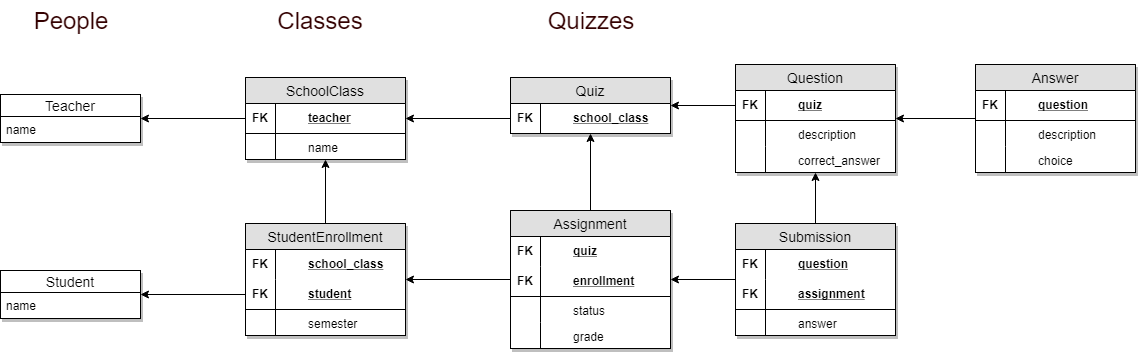 People
Classes
Quizzes
Teacher
name
SchoolClass
FK teacher
name
Quiz
FK school_class
Question
FK quiz
description
correct_answer
Answer
FK question
description
choice
Student
name
StudentEnrollment
FK school_class
FK student
semester
Assignment
FK quiz
FK enrollment
status
grade
Submission
FK question
FK assignment
answer